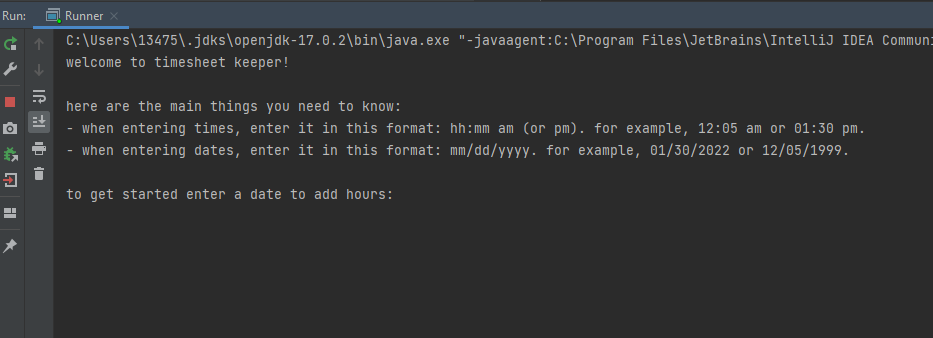 Run: Runner
C:\Users\13475\.jdks\openjdk-17.0.2\bin\java.exe "-javaagent:C:\Program Files\JetBrains\IntelliJ IDEA Communi
welcome to timesheet keeper!
here are the main things you need to know:
- when entering times, enter it in this format: hh:mm am (or pm). for example, 12:05 am or 01:30 pm.
- when entering dates, enter it in this format: mm/dd/yyyy. for example, 01/30/2022 or 12/05/1999.
to get started enter a date to add hours: